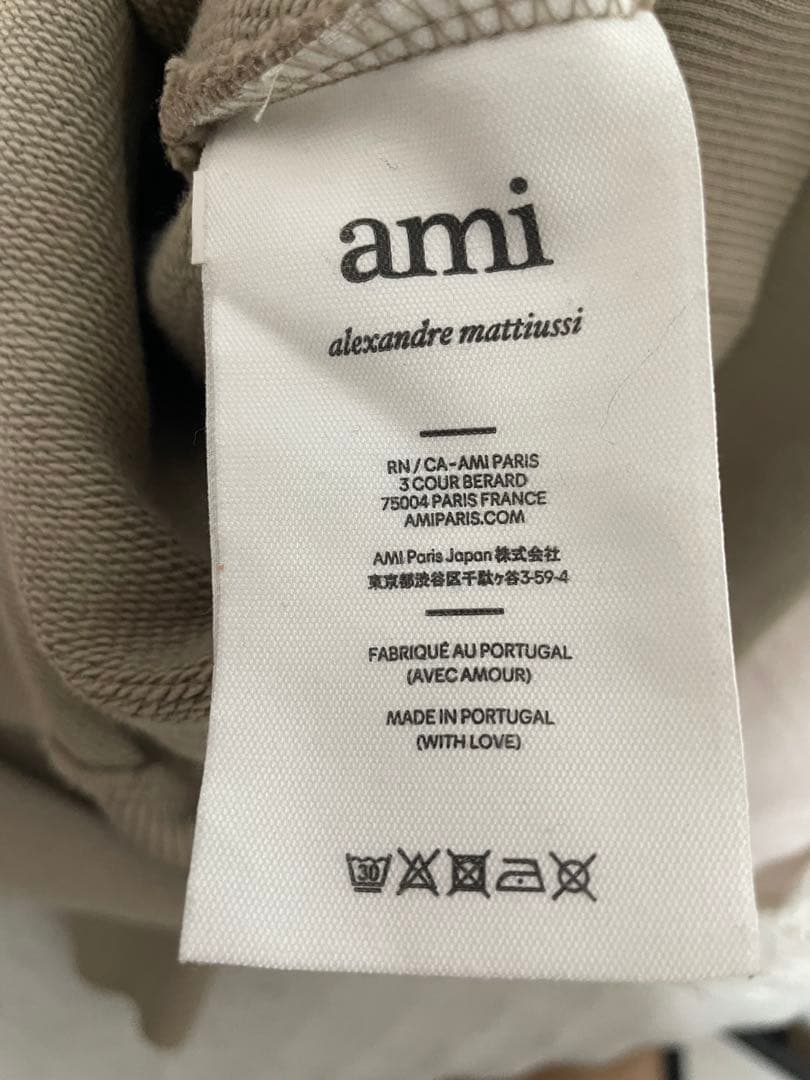 ami
alexandre mattiussi
RN / CA-AMI PARIS
3 COUR BERARD
75004 PARIS FRANCE
AMIPARIS.COM
AMI Paris Japan 株式会社
東京都渋谷区千駄ヶ谷3-59-4
FABRIQUÉ AU PORTUGAL
(AVEC AMOUR)
MADE IN PORTUGAL
(WITH LOVE)
30